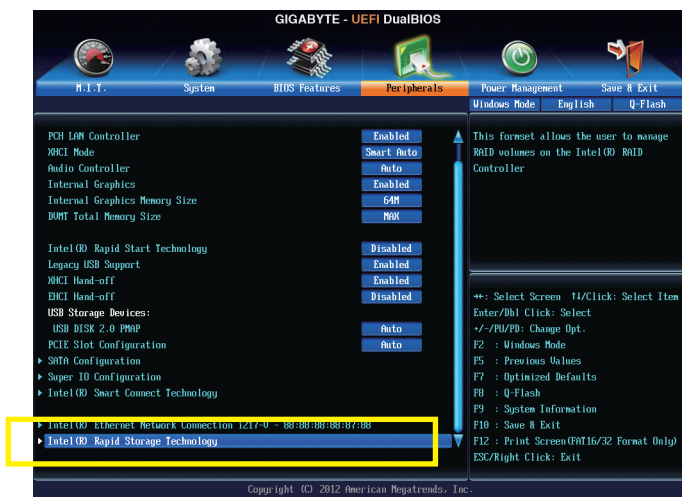 GIGABYTE - UEFI DualBIOS
M.I.T. System BIOS Features Peripherals Power Management Save & Exit
Windows Mode English Q-Flash
PCH LAN Controller Enabled
XHCI Mode Smart Auto
Audio Controller Auto
Internal Graphics Enabled
Internal Graphics Memory Size 64M
DVMT Total Memory Size MAX
Intel(R) Rapid Start Technology Disabled
Legacy USB Support Enabled
XHCI Hand-off Enabled
EHCI Hand-off Disabled
USB Storage Devices:
USB DISK 2.0 PMAP Auto
PCIE Slot Configuration Auto
SATA Configuration
Super IO Configuration
Intel(R) Smart Connect Technology
Intel(R) Ethernet Network Connection I217-V - 88:88:88:88:87:88
Intel(R) Rapid Storage Technology
This formset allows the user to manage
RAID volumes on the Intel(R) RAID
Controller
↔: Select Screen ↑↓/Click: Select Item
Enter/Dbl Click: Select
+/-/PU/PD: Change Opt.
F2 : Windows Mode
F5 : Previous Values
F7 : Optimized Defaults
F8 : Q-Flash
F9 : System Information
F10 : Save & Exit
F12 : Print Screen(FAT16/32 Format Only)
ESC/Right Click: Exit
Copyright (C) 2012 American Megatrends, Inc.